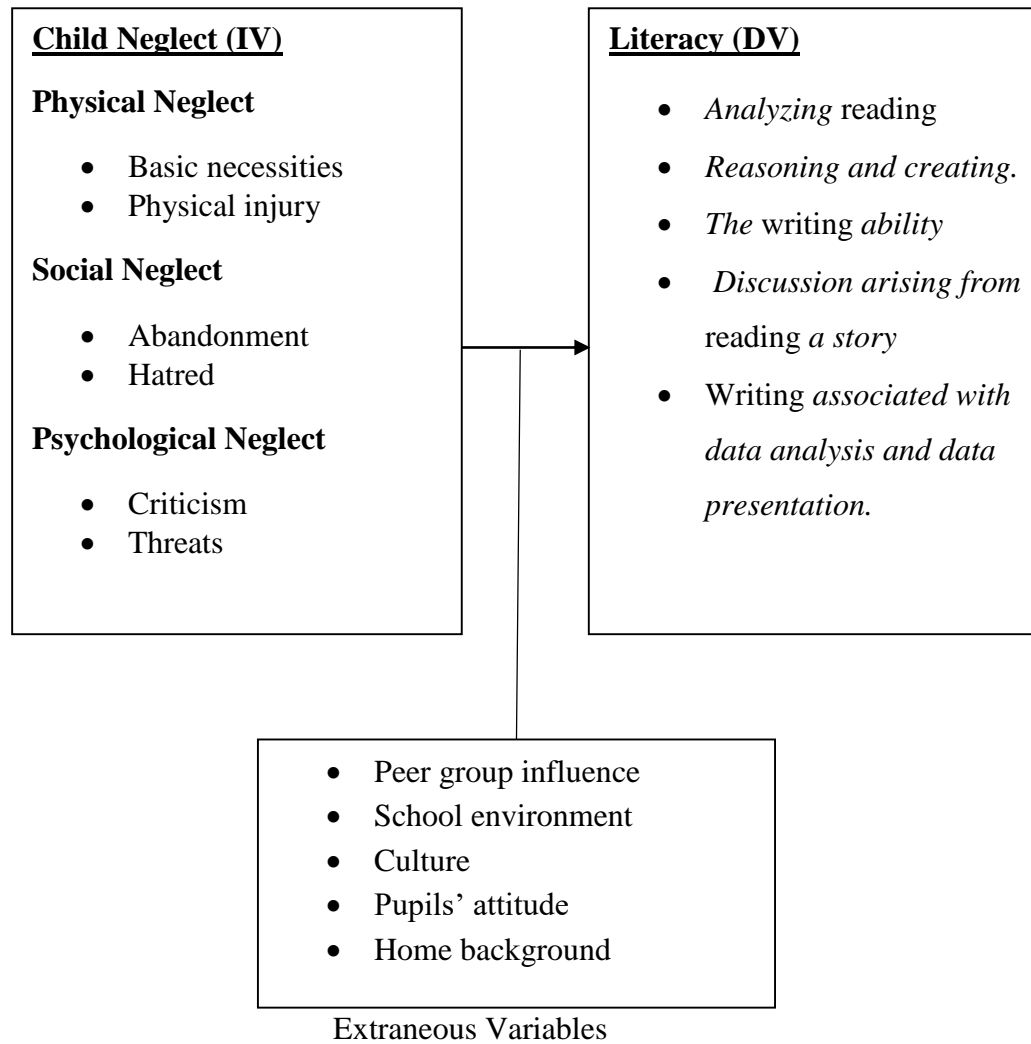 Child Neglect (IV)
Physical Neglect
• Basic necessities
• Physical injury
Social Neglect
• Abandonment
• Hatred
Psychological Neglect
• Criticism
• Threats
Literacy (DV)
• Analyzing reading
• Reasoning and creating.
• The writing ability
• Discussion arising from
reading a story
• Writing associated with
data analysis and data
presentation.
• Peer group influence
• School environment
• Culture
• Pupils’ attitude
• Home background
Extraneous Variables